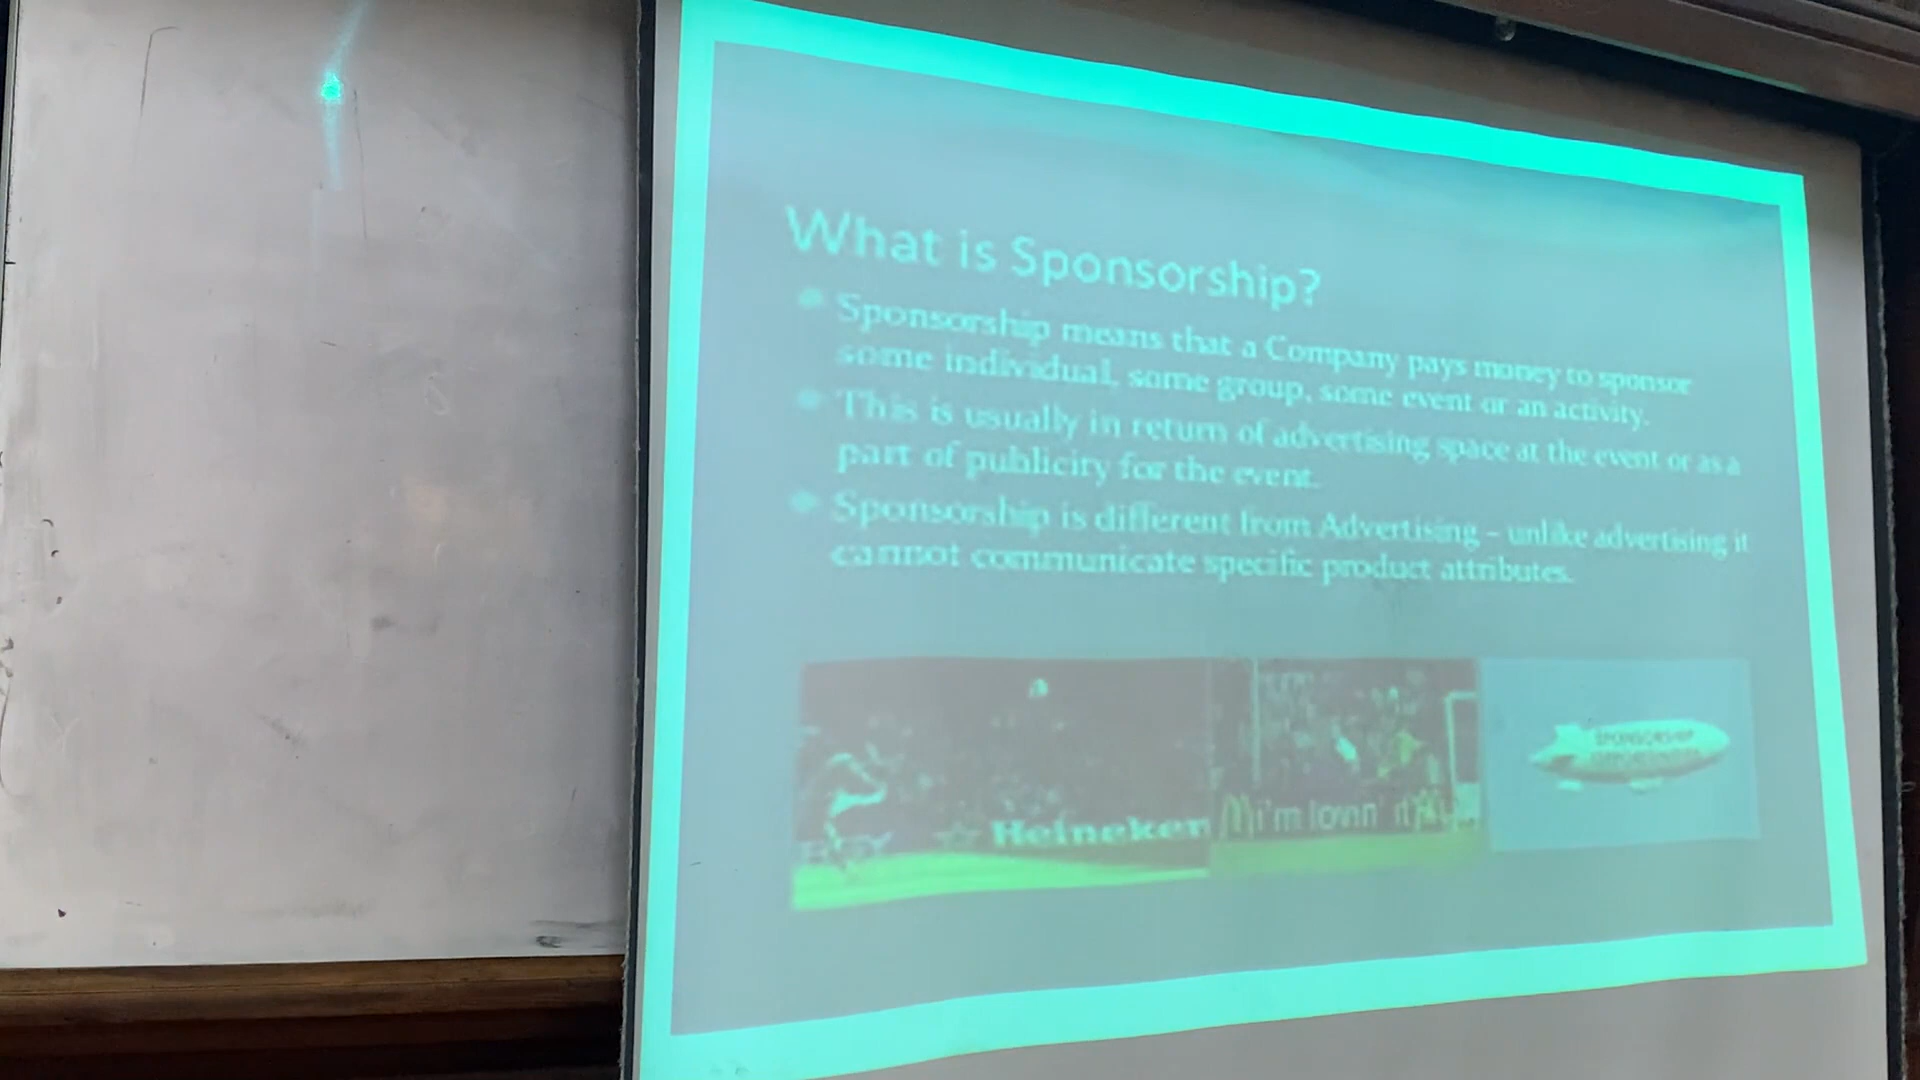 What is Sponsorship?
Sponsorship means that a Company pays money to sponsor
some individual, some group, some event or an activity.
This is usually in return of advertising space at the event or as a
part of publicity for the event.
Sponsorship is different from Advertising – unlike advertising it
cannot communicate specific product attributes.
Heineken
i'm lovin' it
SPONSORSHIP